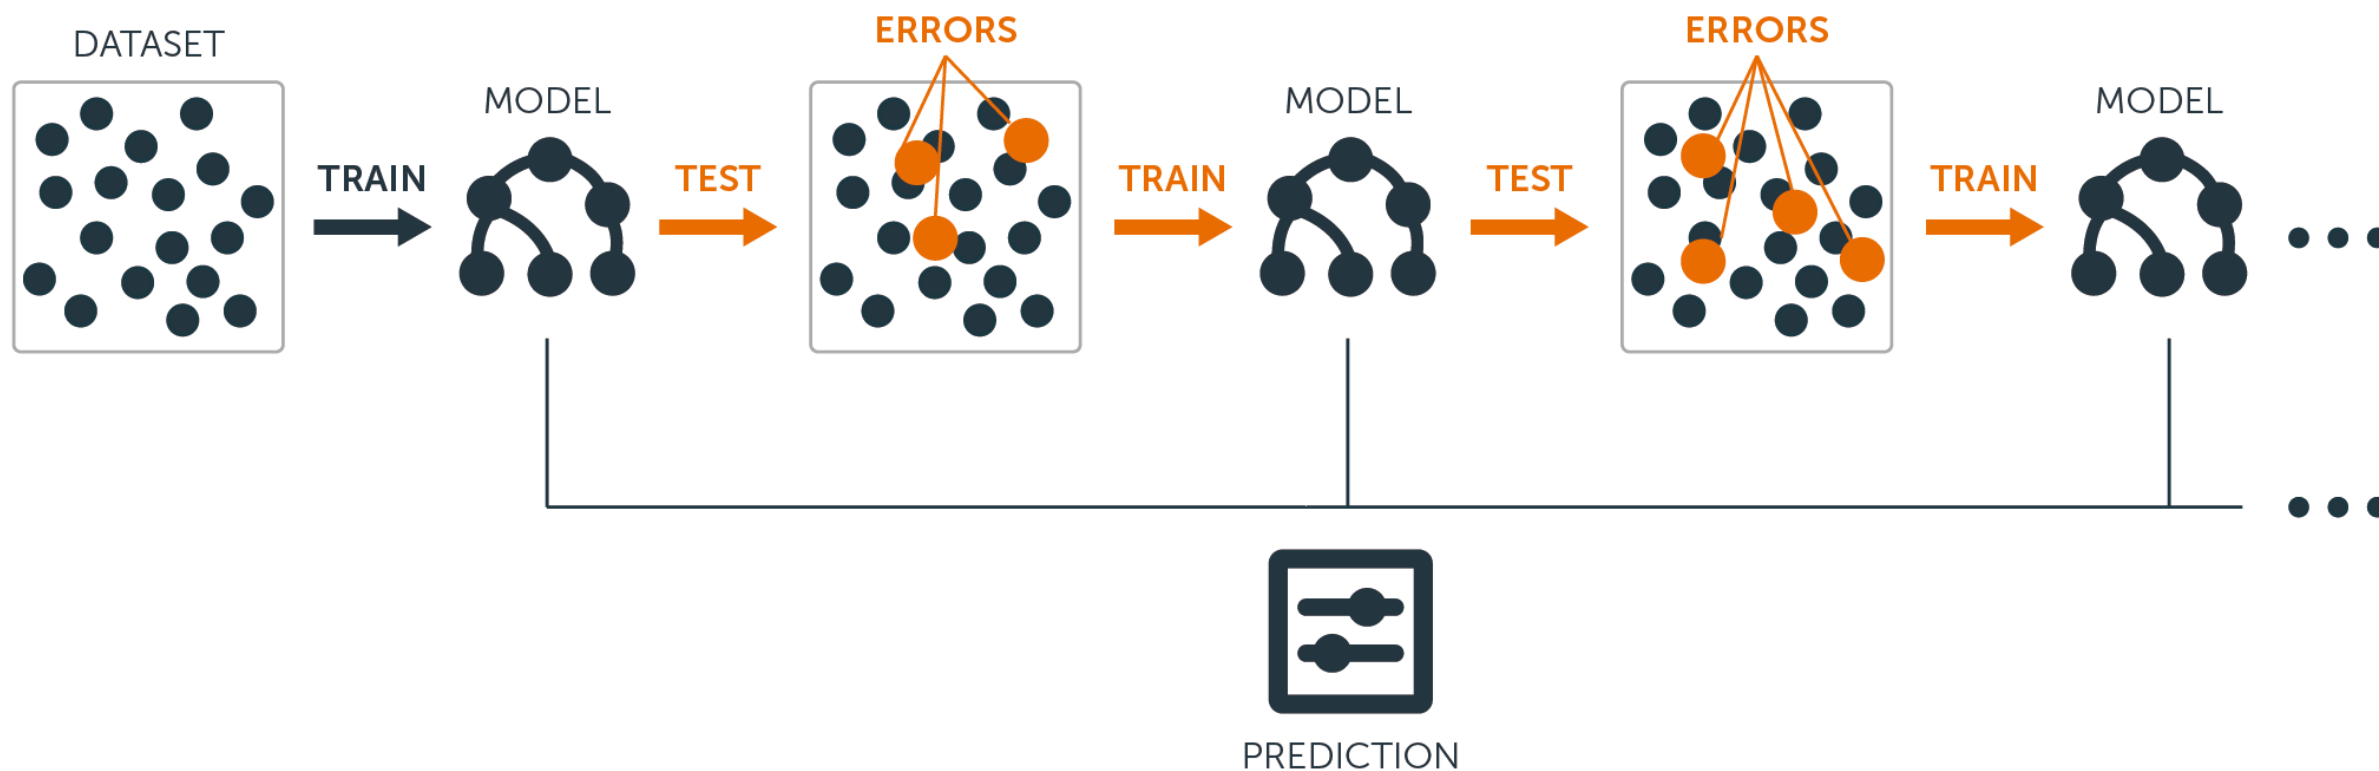 DATASET
TRAIN
MODEL
TEST
ERRORS
TRAIN
MODEL
TEST
ERRORS
TRAIN
MODEL
PREDICTION